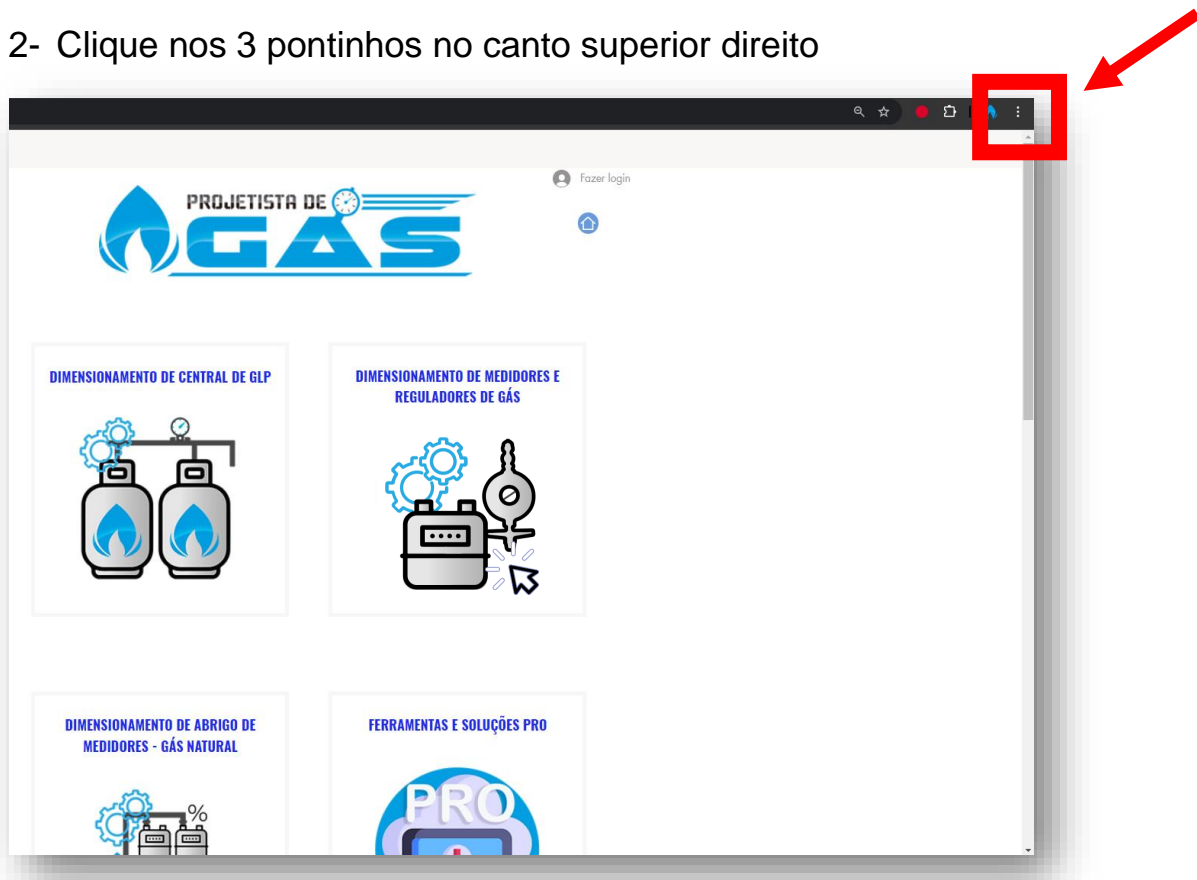 2- Clique nos 3 pontinhos no canto superior direito
Fazer login
PROJETISTA DE
GÁS
DIMENSIONAMENTO DE CENTRAL DE GLP
DIMENSIONAMENTO DE MEDIDORES E
REGULADORES DE GÁS
DIMENSIONAMENTO DE ABRIGO DE
MEDIDORES - GÁS NATURAL
FERRAMENTAS E SOLUÇÕES PRO
%
PRO